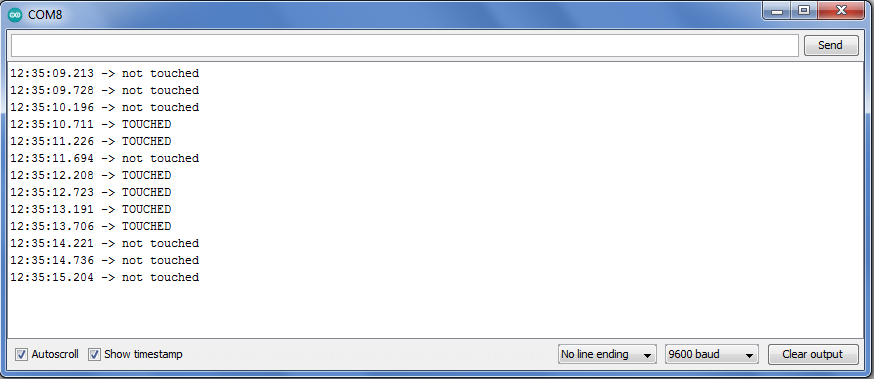 COM8
Send
12:35:09.213 -> not touched
12:35:09.728 -> not touched
12:35:10.196 -> not touched
12:35:10.711 -> TOUCHED
12:35:11.226 -> TOUCHED
12:35:11.694 -> not touched
12:35:12.208 -> TOUCHED
12:35:12.723 -> TOUCHED
12:35:13.191 -> TOUCHED
12:35:13.706 -> TOUCHED
12:35:14.221 -> not touched
12:35:14.736 -> not touched
12:35:15.204 -> not touched
Autoscroll Show timestamp No line ending 9600 baud Clear output